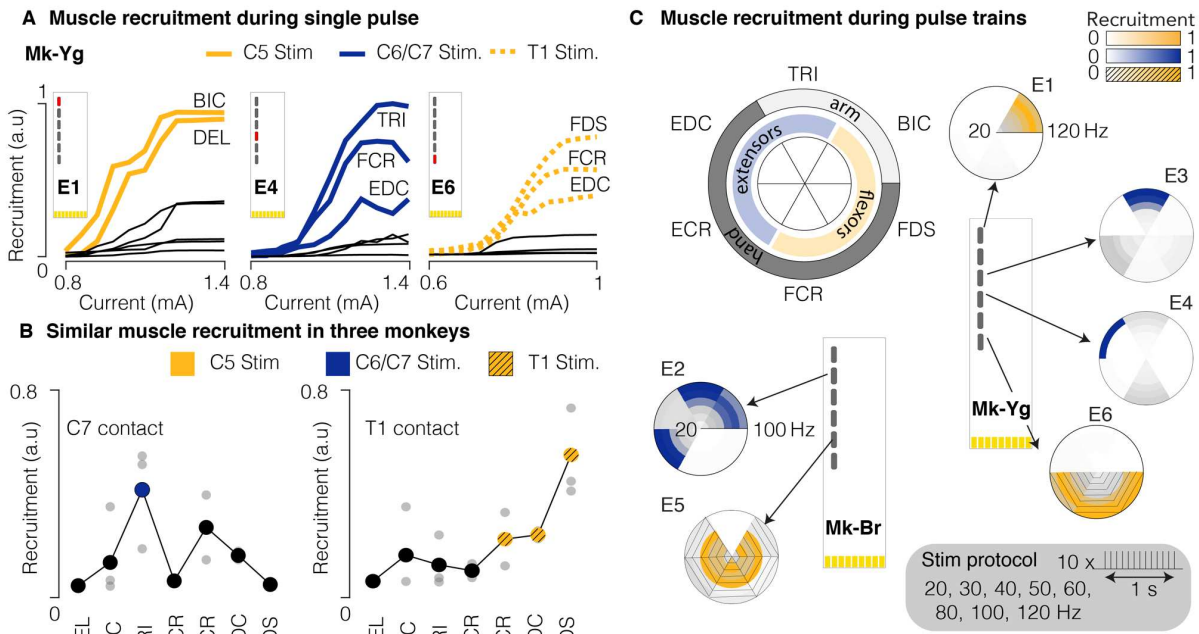 A Muscle recruitment during single pulse
Mk-Yg
C5 Stim
C6/C7 Stim.
T1 Stim.
Recruitment (a.u)
1
0
E1
BIC
DEL
0.8
1.4
Current (mA)
E4
TRI
FCR
EDC
0.8
1.4
Current (mA)
E6
FDS
FCR
EDC
0.6
1
Current (mA)
B Similar muscle recruitment in three monkeys
C5 Stim
C6/C7 Stim.
T1 Stim.
Recruitment (a.u)
0.8
0
C7 contact
Recruitment (a.u)
0.8
0
T1 contact
C Muscle recruitment during pulse trains
Recruitment
0 1
0 1
0 1
TRI
BIC
FDS
FCR
ECR
EDC
arm
hand
extensors
flexors
E1
20
120 Hz
E3
E4
Mk-Yg
E6
E2
20
100 Hz
E5
Mk-Br
Stim protocol
10 x
1 s
20, 30, 40, 50, 60,
80, 100, 120 Hz